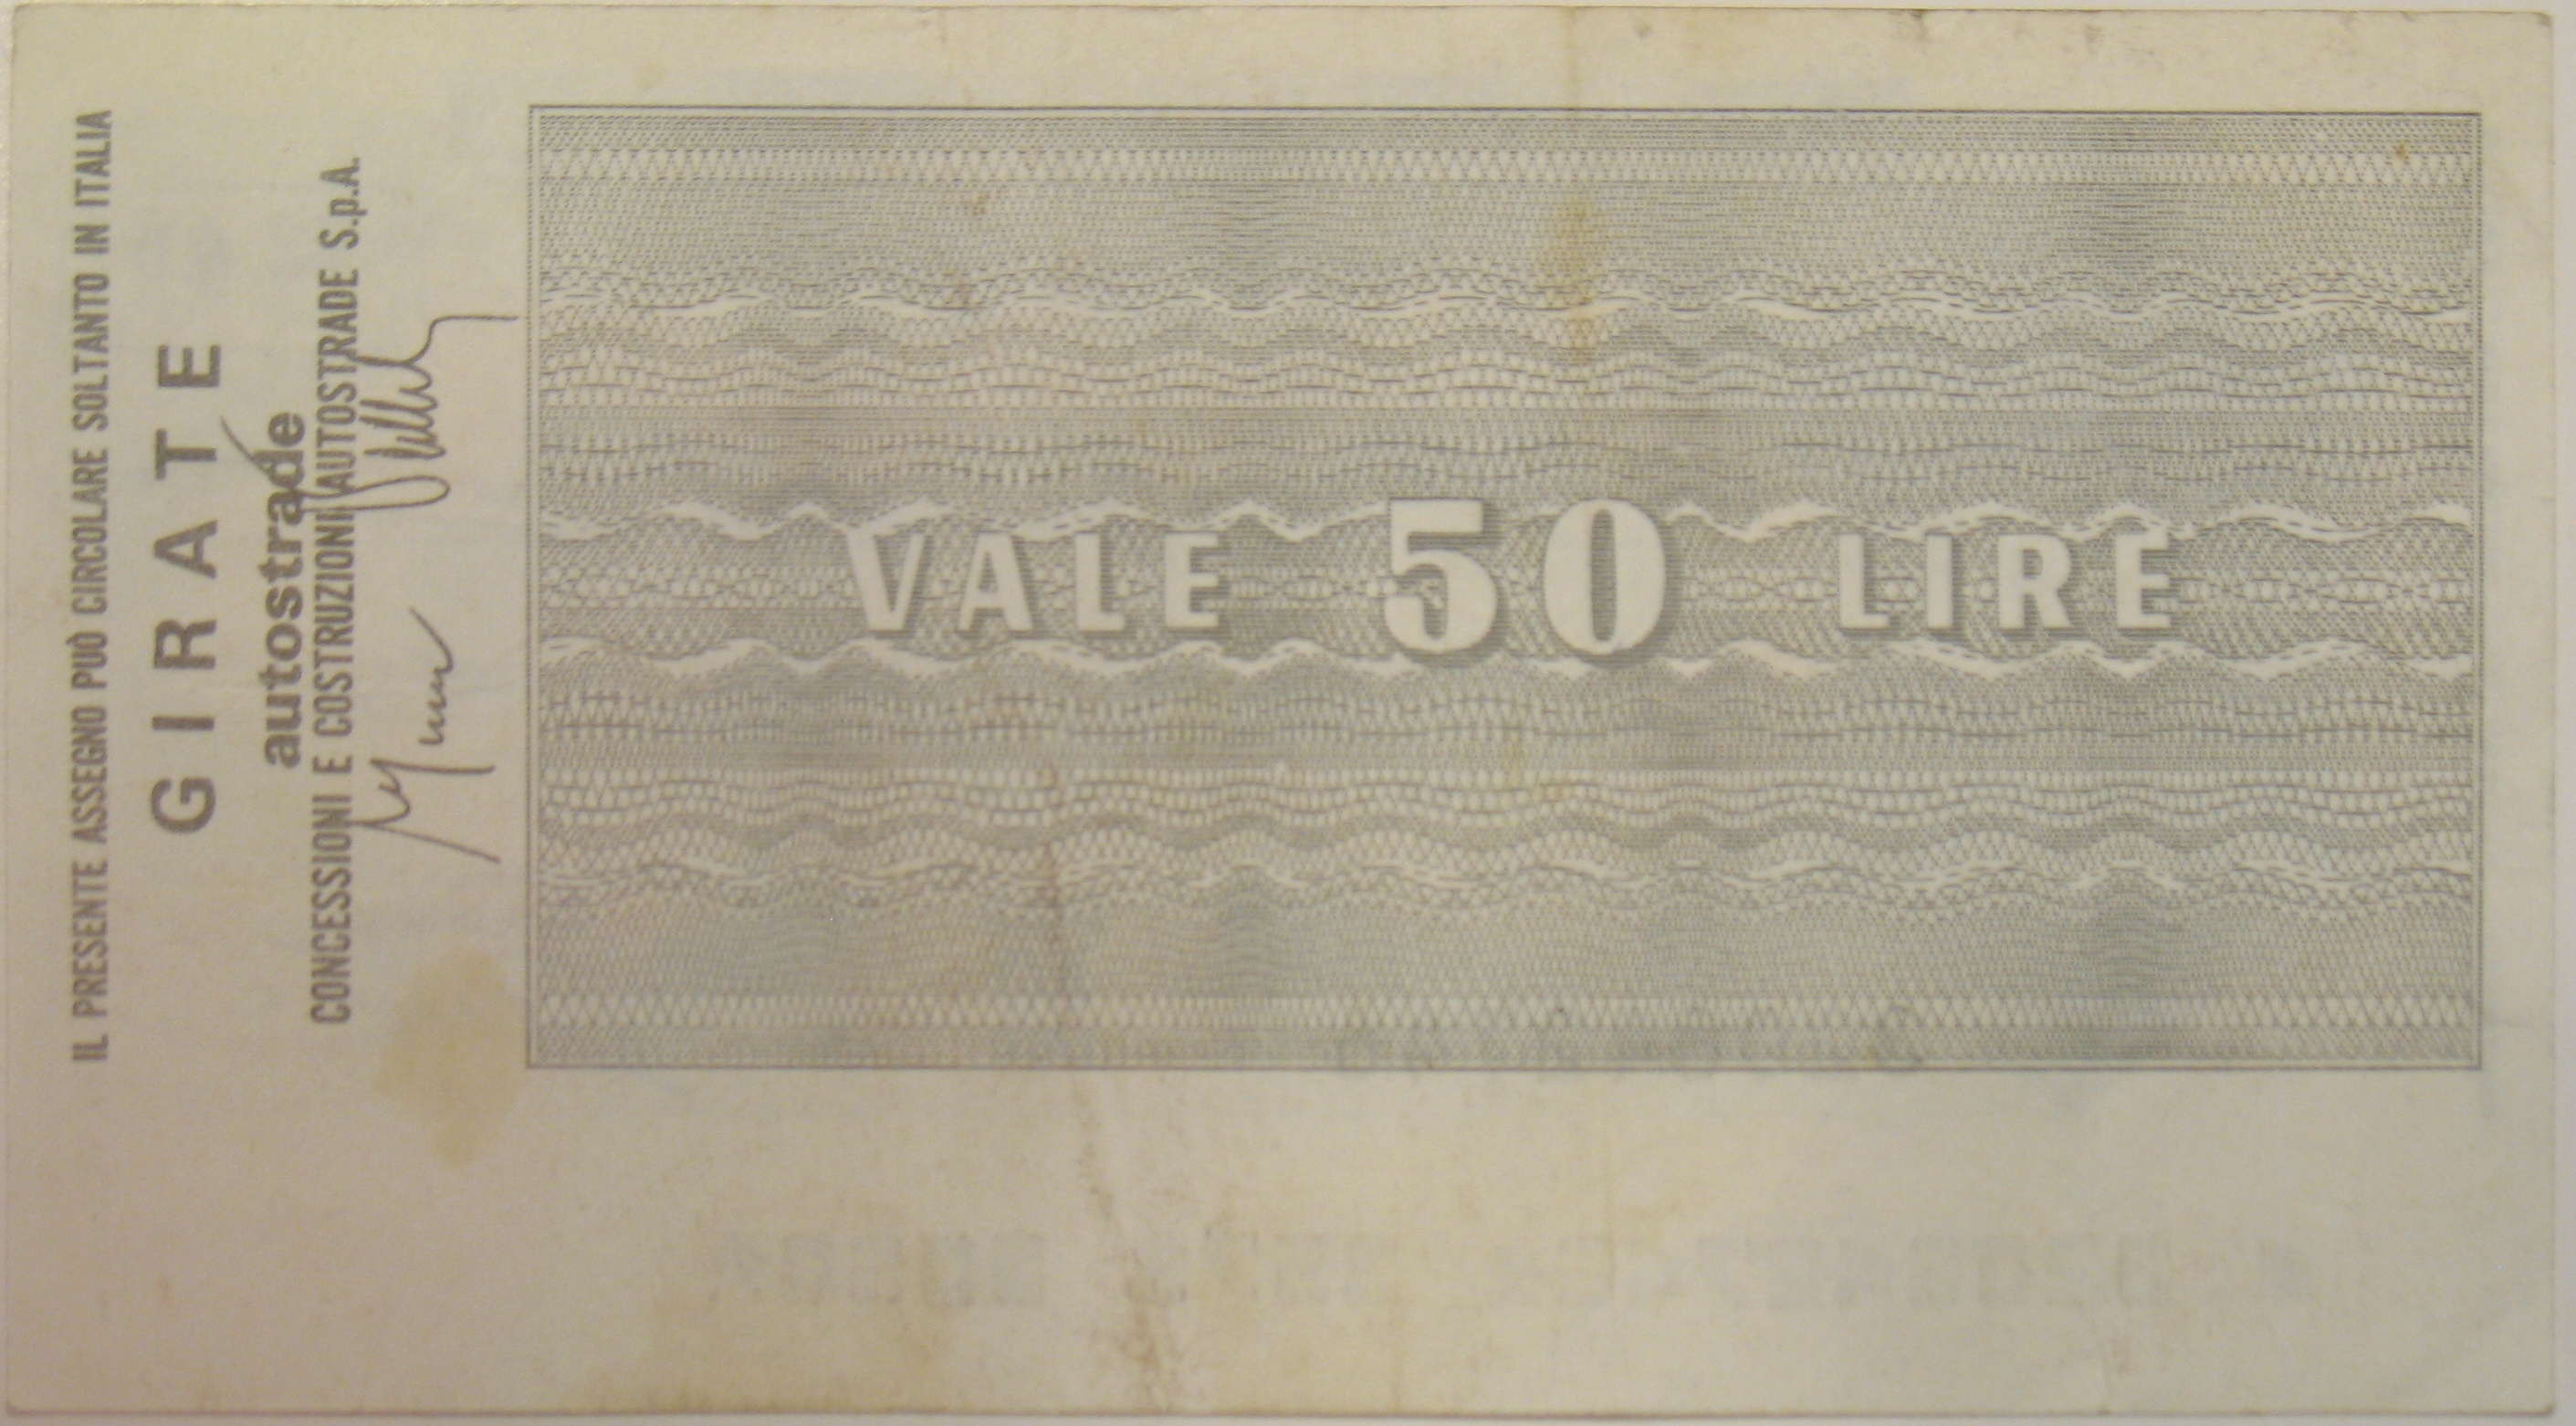 IL PRESENTE ASSEGNO PUÒ CIRCOLARE SOLTANTO IN ITALIA
GIRATE
autostrade
CONCESSIONI E COSTRUZIONI AUTOSTRADE S.p.A.
VALE 50 LIRE